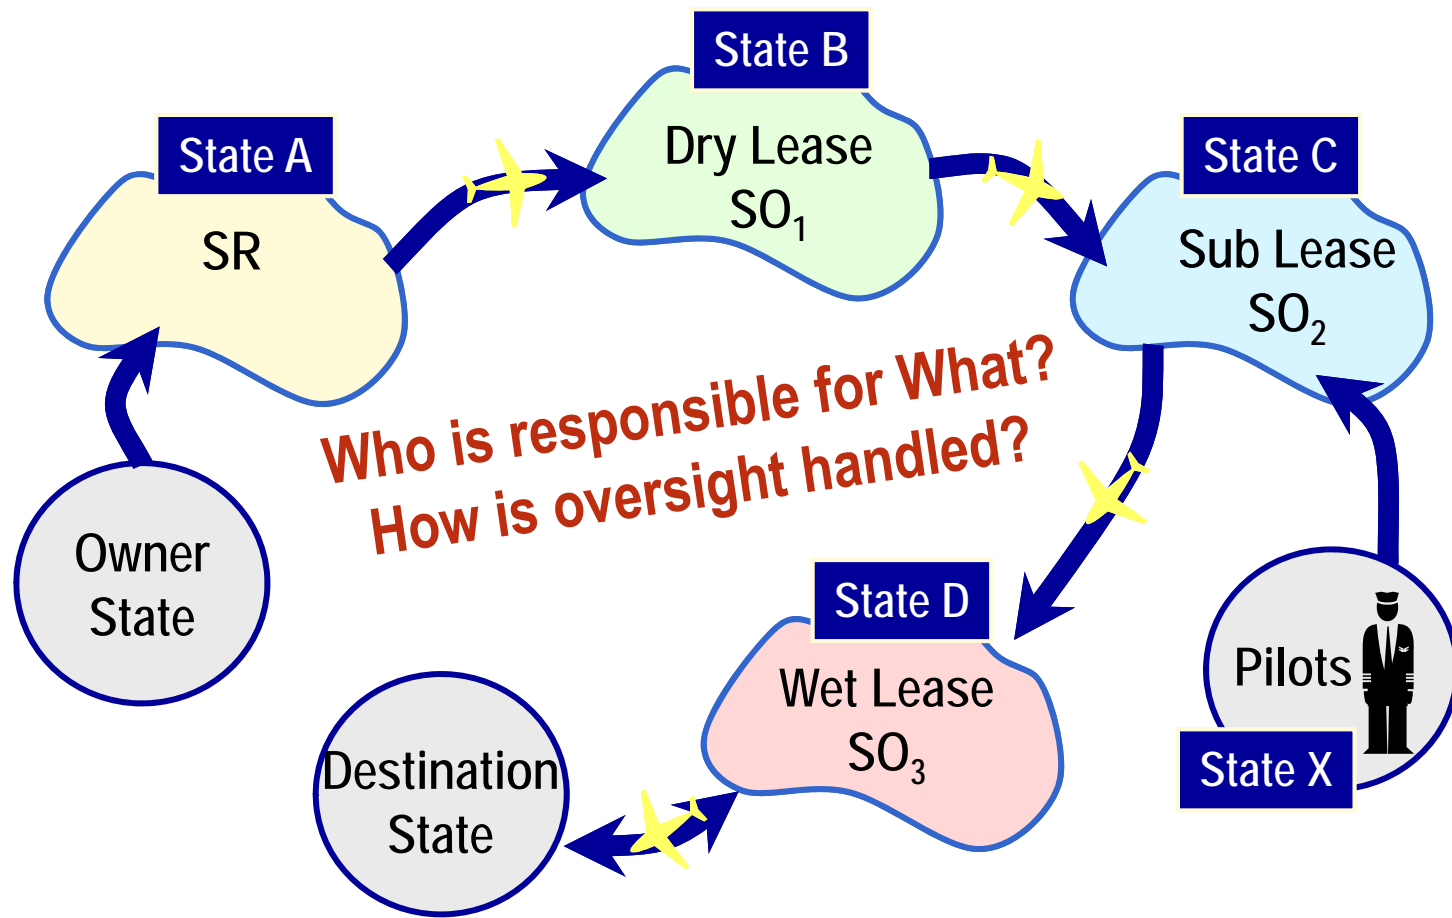 State A
SR
State B
Dry Lease
SO₁
State C
Sub Lease
SO₂
Who is responsible for What?
How is oversight handled?
Owner
State
State D
Wet Lease
SO₃
Destination
State
Pilots
State X